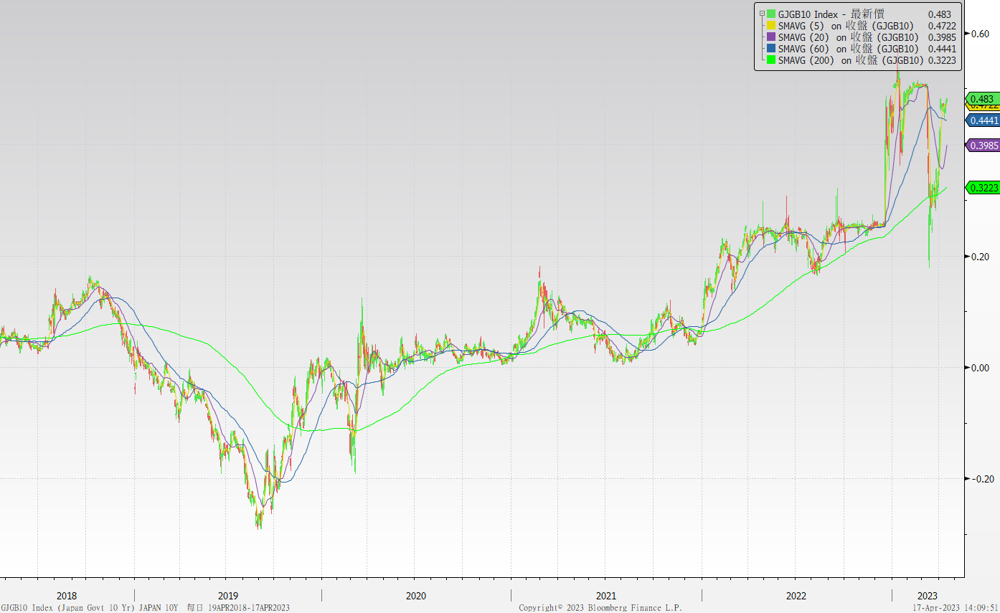 GJGB10 Index - 最新價 0.483
SMAVG (5) on 收盤 (GJGB10) 0.4722
SMAVG (20) on 收盤 (GJGB10) 0.3985
SMAVG (60) on 收盤 (GJGB10) 0.4441
SMAVG (200) on 收盤 (GJGB10) 0.3223
0.60
0.483
0.4722
0.4441
0.3985
0.3223
0.20
0.00
-0.20
2018 2019 2020 2021 2022 2023
GJGB10 Index (Japan Govt 10 Yr) JAPAN 10Y 每日 19APR2018-17APR2023 Copyright© 2023 Bloomberg Finance L.P. 17-Apr-2023 14:09:51